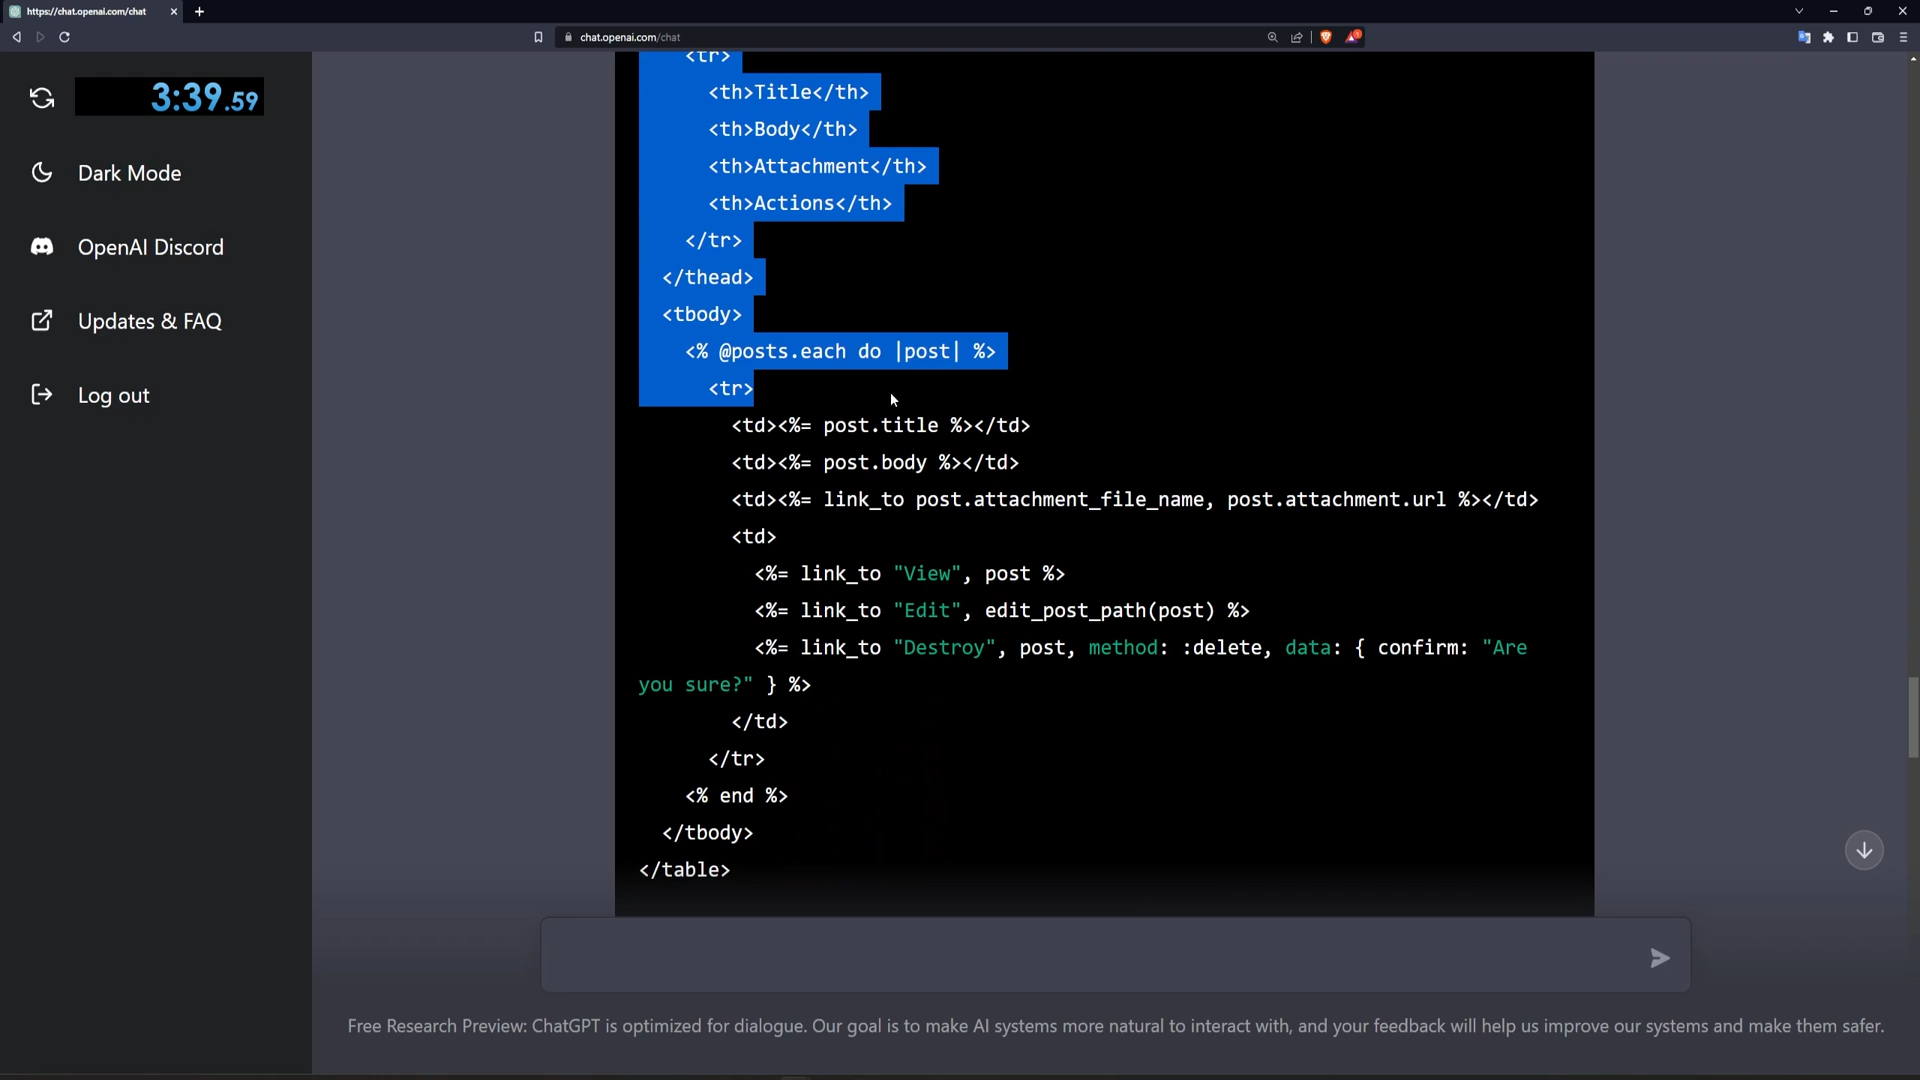 https://chat.openai.com/chat
chat.openai.com/chat
3:39.59
Dark Mode
OpenAI Discord
Updates & FAQ
Log out
<tr>
<th>Title</th>
<th>Body</th>
<th>Attachment</th>
<th>Actions</th>
</tr>
</thead>
<tbody>
<% @posts.each do |post| %>
<tr>
<td><%= post.title %></td>
<td><%= post.body %></td>
<td><%= link_to post.attachment_file_name, post.attachment.url %></td>
<td>
<%= link_to "View", post %>
<%= link_to "Edit", edit_post_path(post) %>
<%= link_to "Destroy", post, method: :delete, data: { confirm: "Are
you sure?" } %>
</td>
</tr>
<% end %>
</tbody>
</table>
Free Research Preview: ChatGPT is optimized for dialogue. Our goal is to make AI systems more natural to interact with, and your feedback will help us improve our systems and make them safer.